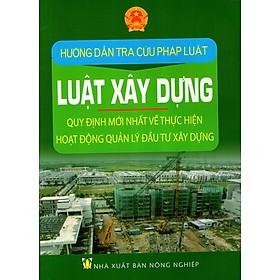 HƯỚNG DẪN TRA CỨU PHÁP LUẬT
LUẬT XÂY DỰNG
QUY ĐỊNH MỚI NHẤT VỀ THỰC HIỆN
HOẠT ĐỘNG QUẢN LÝ ĐẦU TƯ XÂY DỰNG
NHÀ XUẤT BẢN NÔNG NGHIỆP